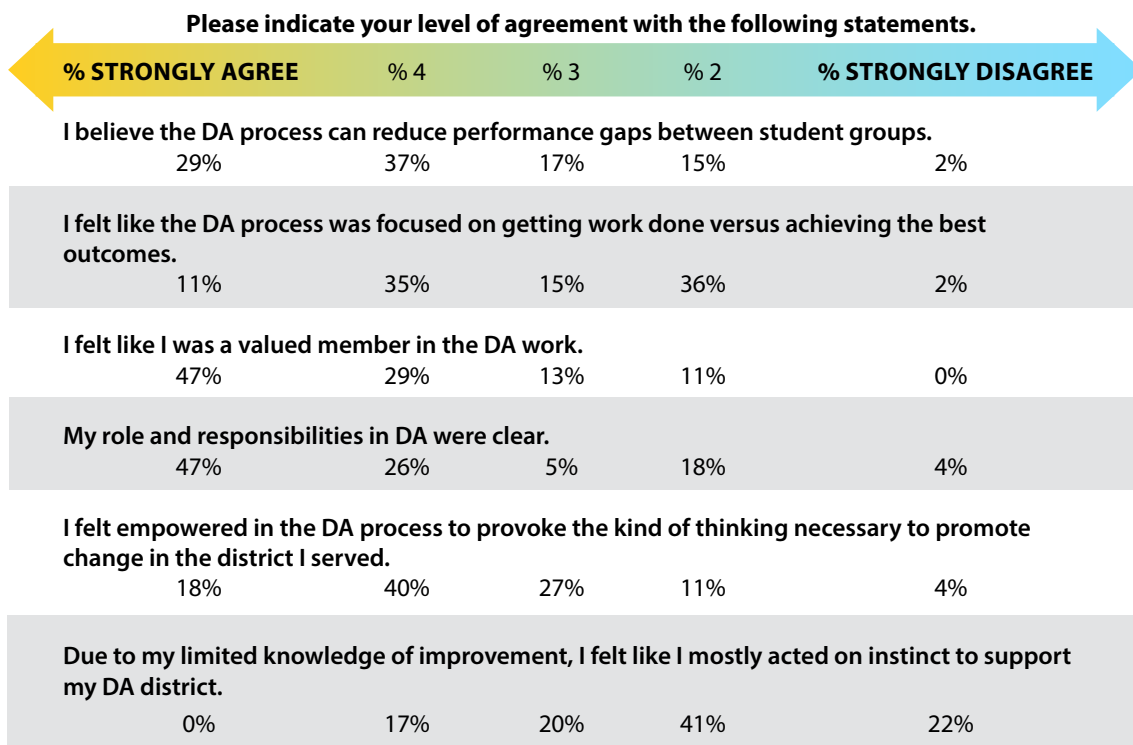 Please indicate your level of agreement with the following statements.
% STRONGLY AGREE % 4 % 3 % 2 % STRONGLY DISAGREE
I believe the DA process can reduce performance gaps between student groups.
29% 37% 17% 15% 2%
I felt like the DA process was focused on getting work done versus achieving the best
outcomes.
11% 35% 15% 36% 2%
I felt like I was a valued member in the DA work.
47% 29% 13% 11% 0%
My role and responsibilities in DA were clear.
47% 26% 5% 18% 4%
I felt empowered in the DA process to provoke the kind of thinking necessary to promote
change in the district I served.
18% 40% 27% 11% 4%
Due to my limited knowledge of improvement, I felt like I mostly acted on instinct to support
my DA district.
0% 17% 20% 41% 22%